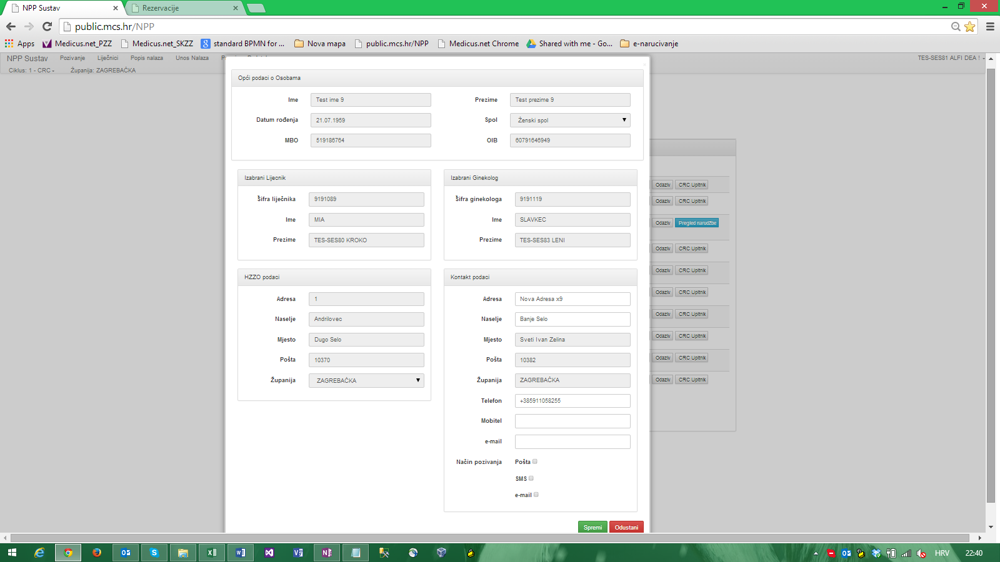 NPP Sustav
Rezervacije
public.mcs.hr/NPP
Apps
Medicus.net_PZZ
Medicus.net_SKZZ
standard BPMN for ...
Nova mapa
public.mcs.hr/NPP
Medicus.net Chrome
Shared with me - Go...
e-narucivanje
NPP Sustav
Pozivanje
Liječnici
Popis nalaza
Unos Nalaza
TES-SES81 ALFI DEA !
Ciklus: 1 - CRC
Županija: ZAGREBAČKA
Opći podaci o Osobama
Ime Test ime 9
Prezime Test prezime 9
Datum rođenja 21.07.1959
Spol Ženski spol
MBO 519186764
OIB 60791646949
Izabrani Lijecnik
Šifra liječnika 9191089
Ime MIA
Prezime TES-SES80 KROKO
Izabrani Ginekolog
Šifra ginekologa 9191119
Ime SLAVKEC
Prezime TES-SES83 LENI
HZZO podaci
Adresa 1
Naselje Andrilovec
Mjesto Dugo Selo
Pošta 10370
Županija ZAGREBAČKA
Kontakt podaci
Adresa Nova Adresa x9
Naselje Banje Selo
Mjesto Sveti Ivan Zelina
Pošta 10382
Županija ZAGREBAČKA
Telefon +385911058255
Mobitel
e-mail
Način pozivanja Pošta
SMS
e-mail
Spremi Odustani
Odaziv CRC Upitnik
Odaziv CRC Upitnik
Odaziv Pregled narudžbe
Odaziv CRC Upitnik
Odaziv CRC Upitnik
Odaziv CRC Upitnik
Odaziv CRC Upitnik
Odaziv CRC Upitnik
Odaziv CRC Upitnik
Odaziv CRC Upitnik
HRV
22:40